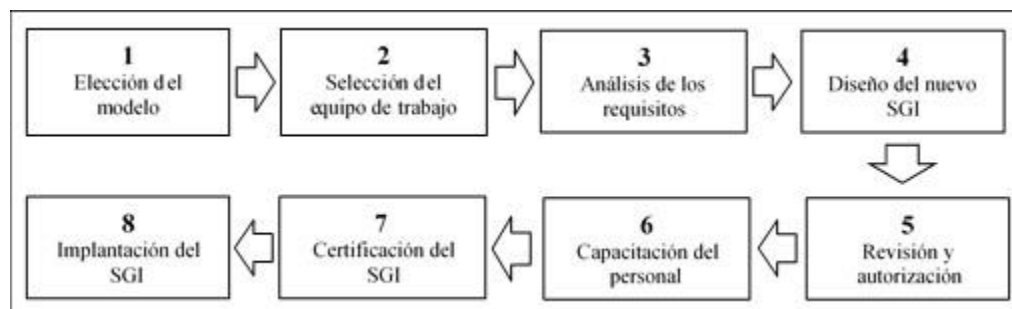 1
Elección del
modelo
2
Selección del
equipo de trabajo
3
Análisis de los
requisitos
4
Diseño del nuevo
SGI
5
Revisión y
autorización
6
Capacitación del
personal
7
Certificación del
SGI
8
Implantación del
SGI